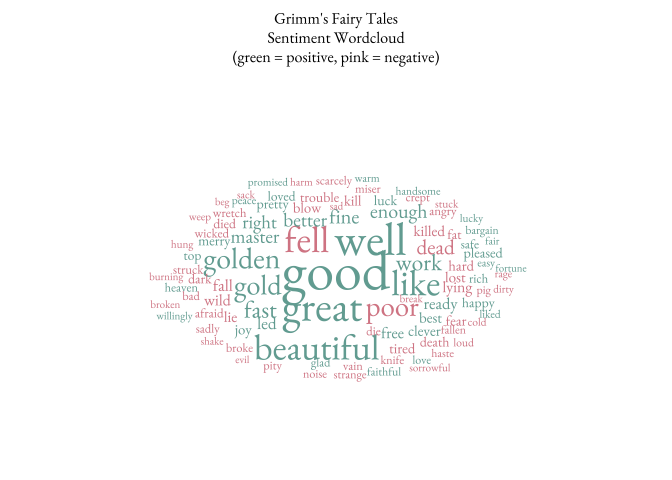 Grimm's Fairy Tales
Sentiment Wordcloud
(green = positive, pink = negative)
promised harm scarcely warm
miser
handsome
sack
loved trouble kill luck crept
beg peace pretty blow sad stuck
weep wretch died right better fine enough angry lucky
wicked killed fat bargain
hung merry master fell well dead safe fair
top golden good work hard pleased
easy fortune
struck like lost rich rage
burning dark fall gold lying pig dirty
bad wild great poor break ready happy
broken afraid lie fast best fear cold liked
willingly
sadly joy led die free clever fallen
shake broke beautiful tired death loud
evil haste
pity glad vain knife love sorrowful
noise strange faithful